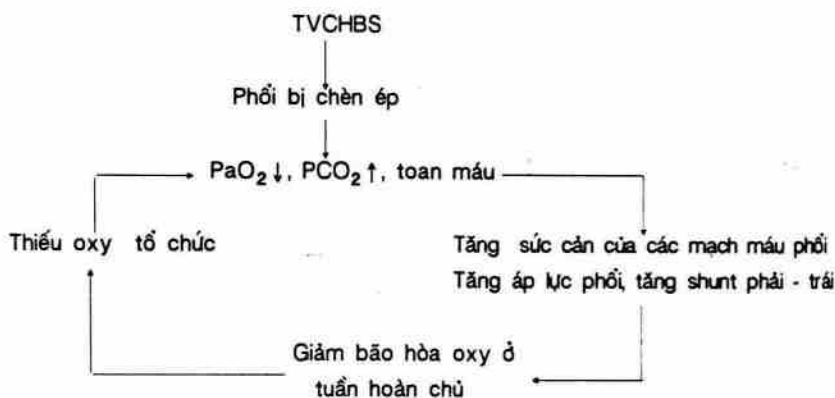 TVCHBS
Phổi bị chèn ép
PaO₂ ↓, PCO₂ ↑, toan máu
Thiếu oxy tổ chức
Tăng sức cản của các mạch máu phổi
Tăng áp lực phổi, tăng shunt phải - trái
Giảm bão hòa oxy ở
tuần hoàn chủ